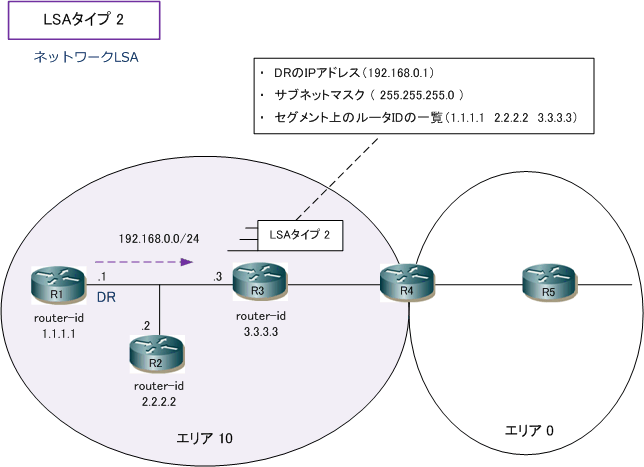 LSAタイプ 2
ネットワークLSA
・ DRのIPアドレス（192.168.0.1）
・ サブネットマスク（ 255.255.255.0 ）
・ セグメント上のルータIDの一覧（1.1.1.1 2.2.2.2 3.3.3.3）
192.168.0.0/24
LSAタイプ 2
.1
.3
R1
DR
R3
R4
R5
router-id
1.1.1.1
.2
router-id
3.3.3.3
R2
router-id
2.2.2.2
エリア 10
エリア 0